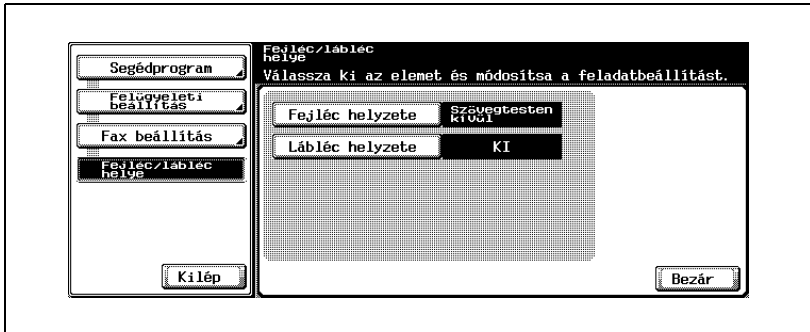 Segédprogram
Felügyeleti
beállítás
Fax beállítás
Fejléc/lábléc
helye
Kilép
Fejléc/lábléc
helye
Válassza ki az elemet és módosítsa a feladatbeállítást.
Fejléc helyzete
Szövegtesten
kívül
Lábléc helyzete
KI
Bezár